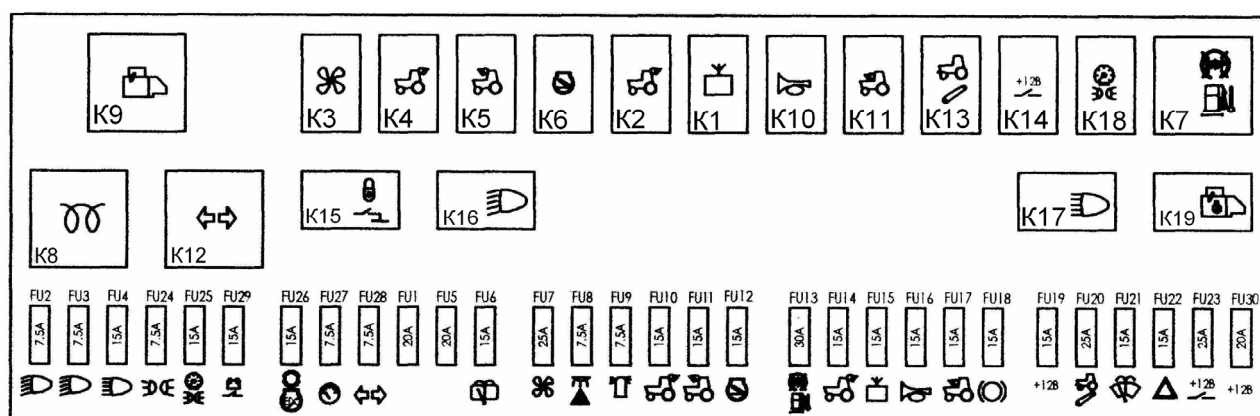 K9 K3 K4 K5 K6 K2 K1 K10 K11 K13 +12В K14 K18 K7
K8 K12 K15 K16 K17 K19
FU2 FU3 FU4 FU24 FU25 FU29 FU26 FU27 FU28 FU1 FU5 FU6 FU7 FU8 FU9 FU10 FU11 FU12 FU13 FU14 FU15 FU16 FU17 FU18 FU19 FU20 FU21 FU22 FU23 FU30
7.5A 7.5A 15A 7.5A 15A 15A 15A 7.5A 7.5A 20A 20A 15A 25A 7.5A 7.5A 15A 15A 15A 30A 15A 15A 15A 15A 15A 15A 25A 15A 15A 25A 20A
+12В +12В +12В